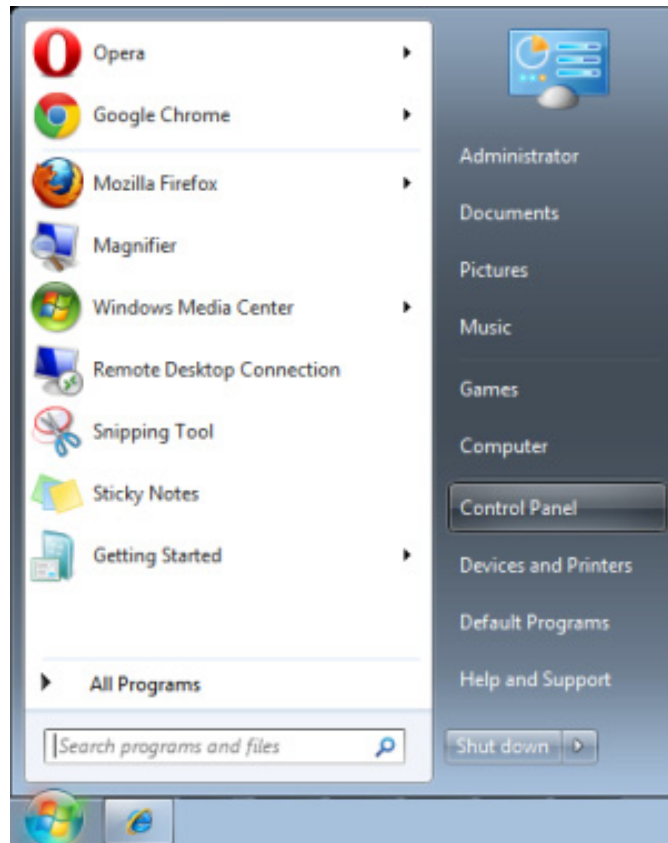 Opera
Google Chrome
Mozilla Firefox
Magnifier
Windows Media Center
Remote Desktop Connection
Snipping Tool
Sticky Notes
Getting Started
All Programs
Search programs and files
Administrator
Documents
Pictures
Music
Games
Computer
Control Panel
Devices and Printers
Default Programs
Help and Support
Shut down